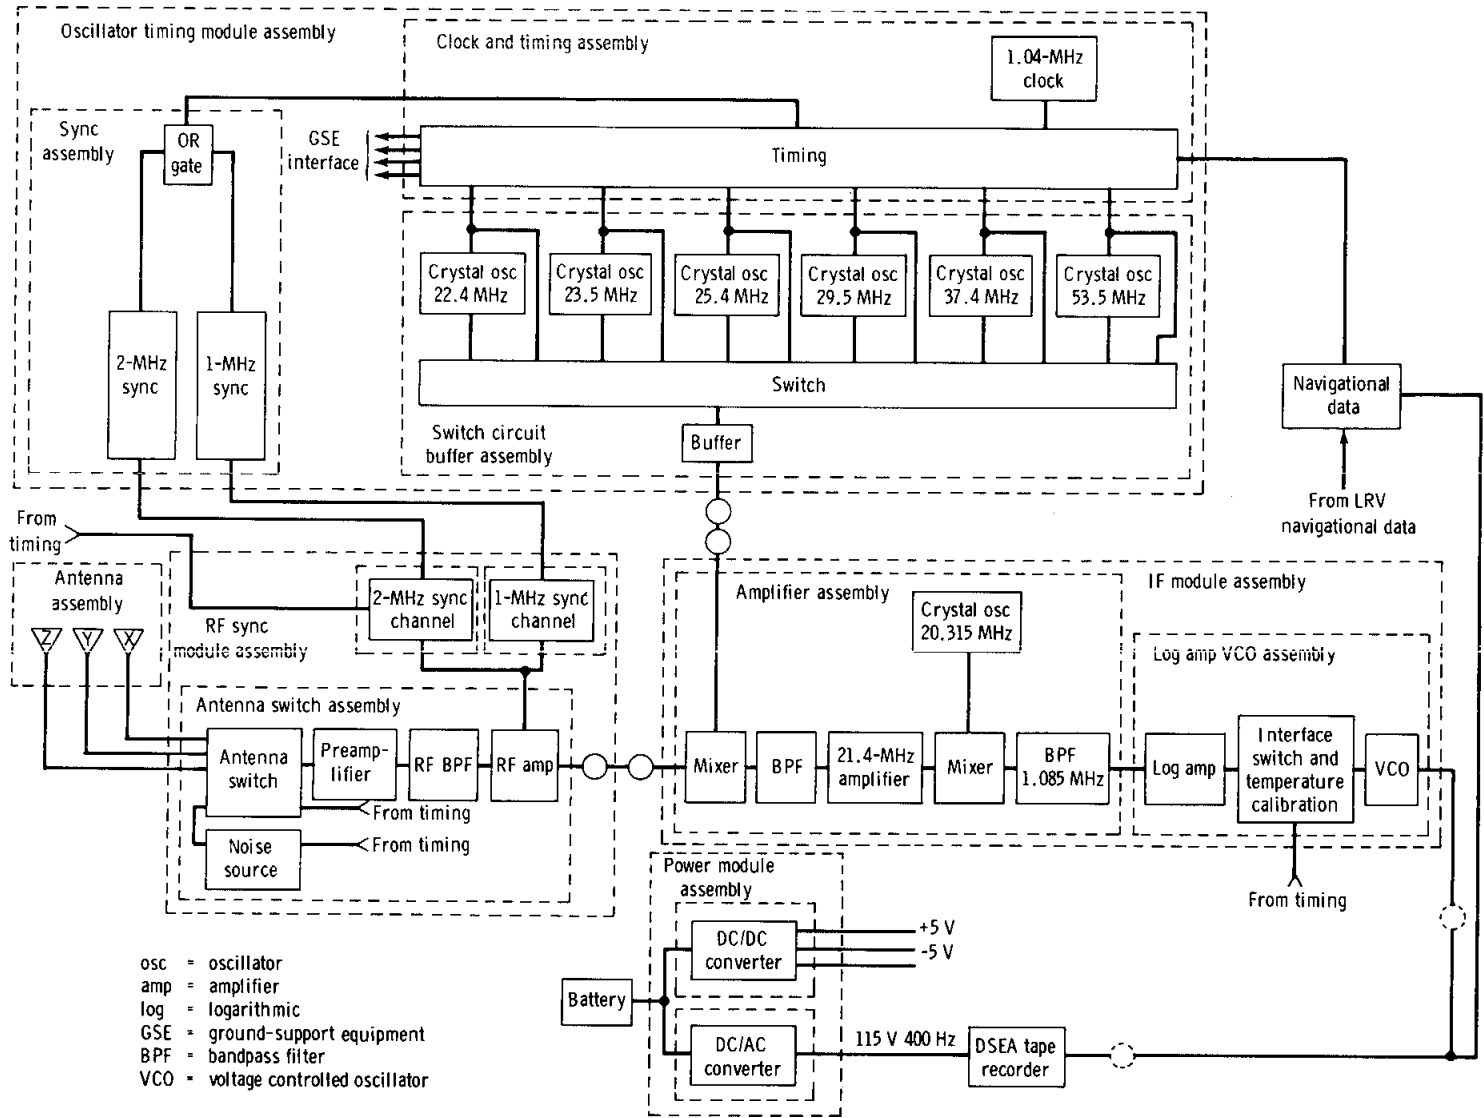 Oscillator timing module assembly
Clock and timing assembly
1.04-MHz
clock
Sync
assembly
OR
gate
GSE
interface
Timing
Crystal osc
22.4 MHz
Crystal osc
23.5 MHz
Crystal osc
25.4 MHz
Crystal osc
29.5 MHz
Crystal osc
37.4 MHz
Crystal osc
53.5 MHz
2-MHz
sync
1-MHz
sync
Switch
Navigational
data
Switch circuit
buffer assembly
Buffer
From LRV
navigational data
From
timing
Antenna
assembly
Z
Y
X
RF sync
module assembly
2-MHz sync
channel
1-MHz sync
channel
Amplifier assembly
IF module assembly
Crystal osc
20.315 MHz
Log amp VCO assembly
Antenna switch assembly
Antenna
switch
Preamp-
lifier
RF BPF
RF amp
Mixer
BPF
21.4-MHz
amplifier
Mixer
BPF
1.085 MHz
Log amp
Interface
switch and
temperature
calibration
VCO
From timing
From timing
Noise
source
From timing
Power module
assembly
DC/DC
converter
+5 V
-5 V
Battery
DC/AC
converter
115 V 400 Hz
DSEA tape
recorder
osc = oscillator
amp = amplifier
log = logarithmic
GSE = ground-support equipment
BPF = bandpass filter
VCO = voltage controlled oscillator